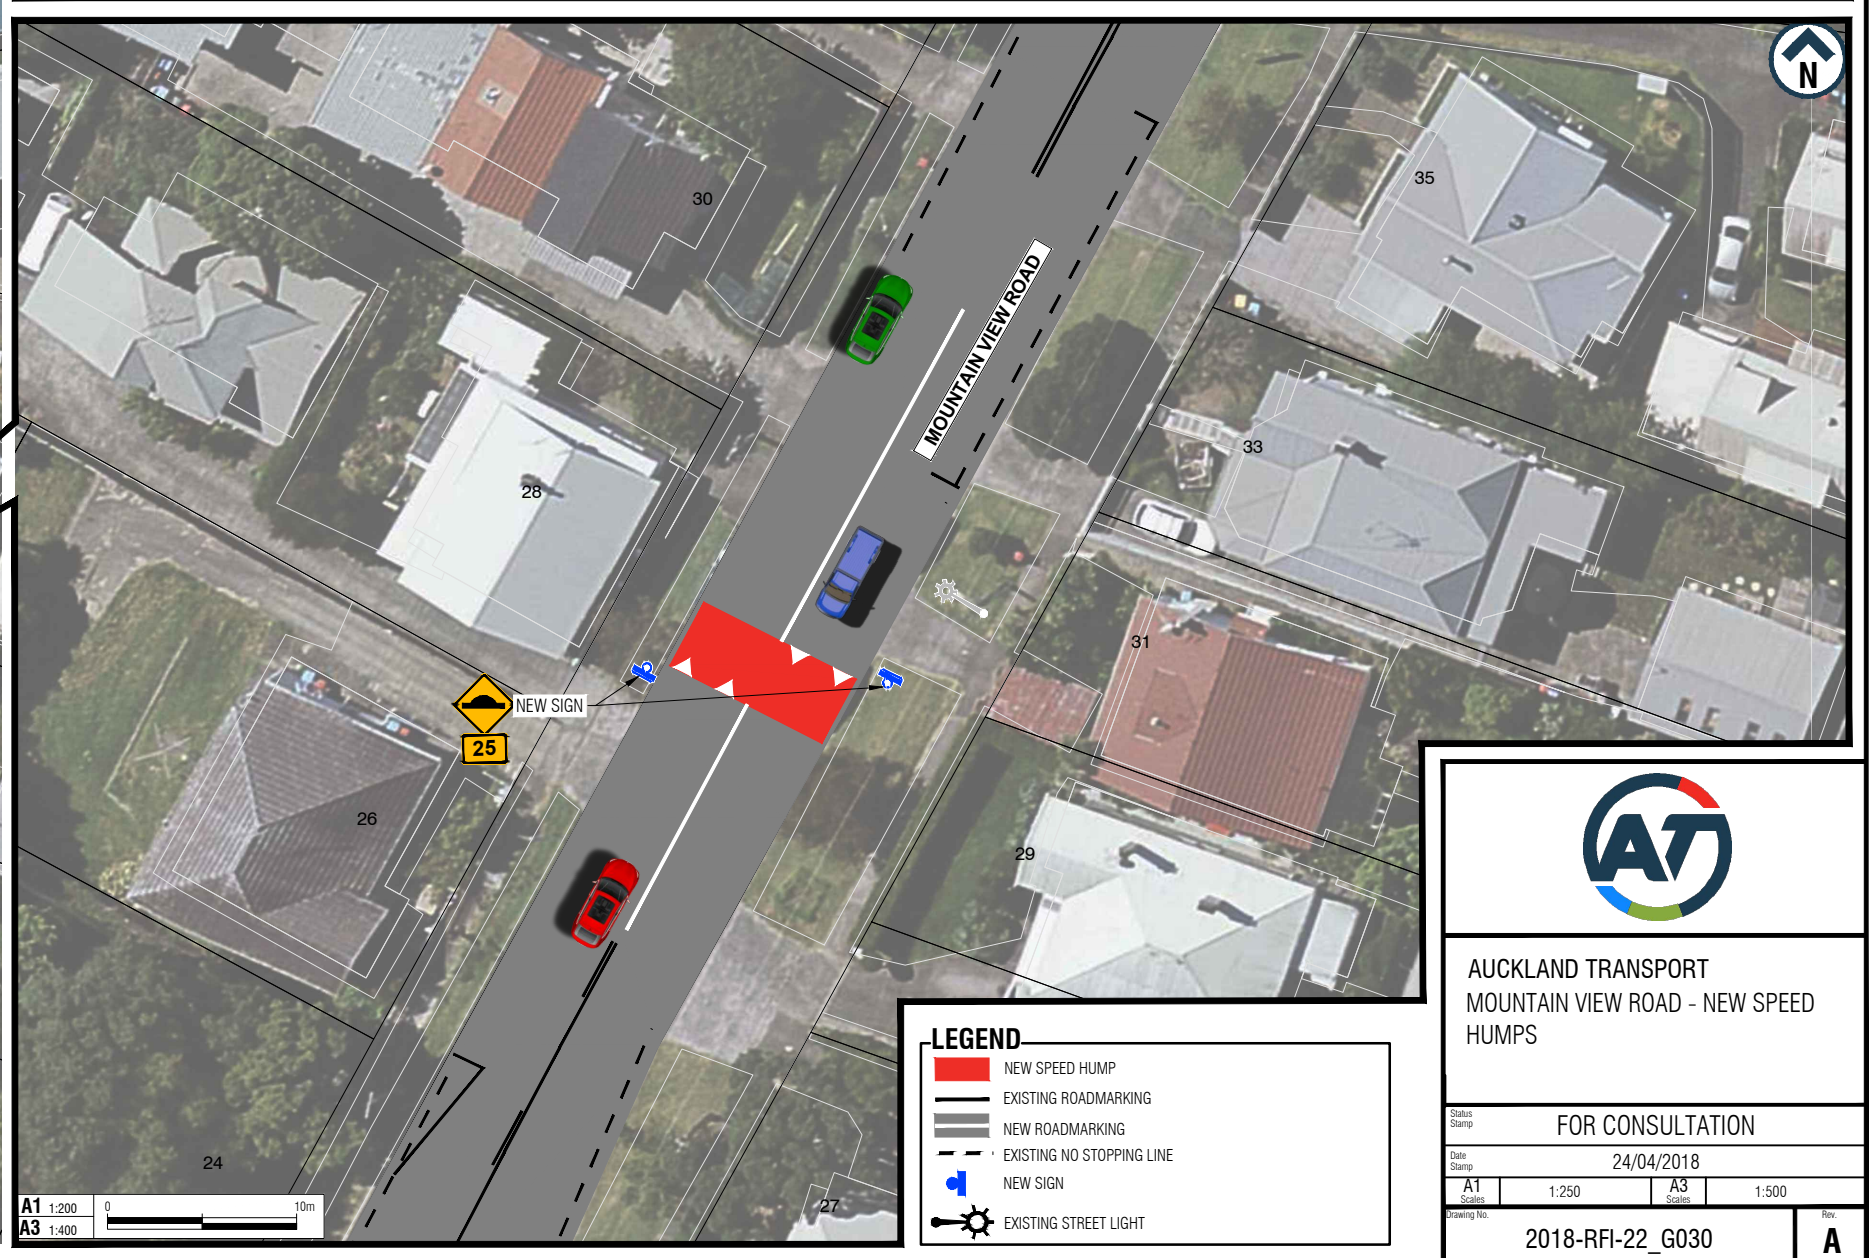 N
30
35
MOUNTAIN VIEW ROAD
28
33
31
NEW SIGN
25
26
29
24
27
A1 1:200
A3 1:400
0 10m
LEGEND
NEW SPEED HUMP
EXISTING ROADMARKING
NEW ROADMARKING
EXISTING NO STOPPING LINE
NEW SIGN
EXISTING STREET LIGHT
AT
AUCKLAND TRANSPORT
MOUNTAIN VIEW ROAD - NEW SPEED
HUMPS
Status
Stamp
FOR CONSULTATION
Date
Stamp
24/04/2018
A1
Scales
1:250
A3
Scales
1:500
Drawing No.
2018-RFI-22_G030
Rev.
A